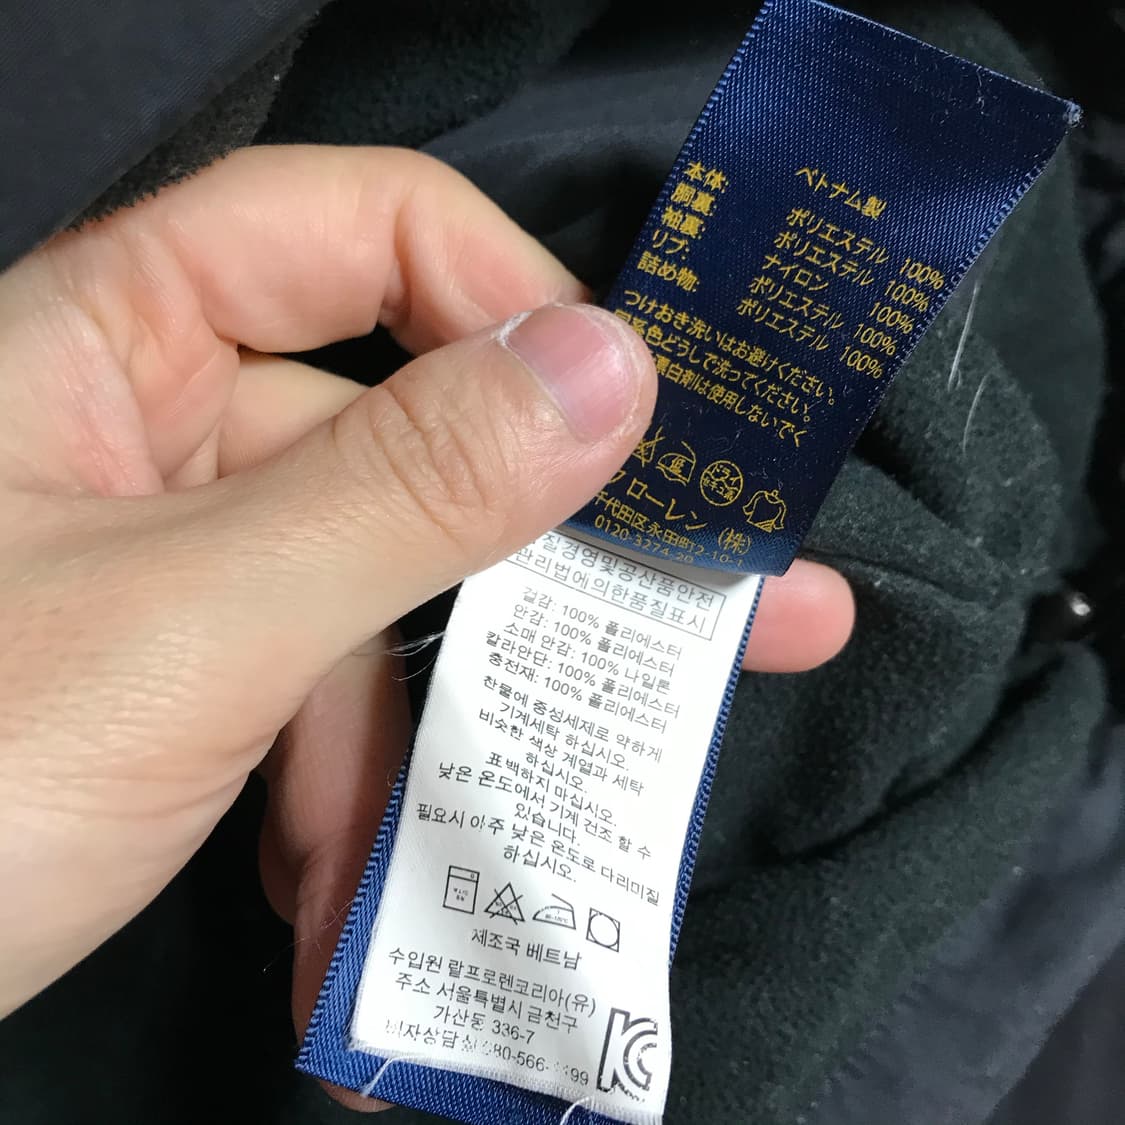 ベトナム製
本体: ポリエステル 100%
胴裏: ポリエステル 100%
袖裏: ナイロン 100%
リブ: ポリエステル 100%
詰め物: ポリエステル 100%
つけおき洗いはお避けください。
色どうしで洗ってください。
白剤は使用しないでく
低
ドライ
ローレン (株)
千代田区永田町2-10-1
0120-3274-20
질경영및공산품안전
관리법에의한품질표시
겉감: 100% 폴리에스터
안감: 100% 폴리에스터
소매 안감: 100% 나일론
칼라안단: 100% 폴리에스터
충전재: 100% 폴리에스터
찬물에 중성세제로 약하게
기계세탁 하십시오.
비슷한 색상 계열과 세탁
하십시오.
표백하지 마십시오.
낮은 온도에서 기계 건조 할 수
있습니다.
필요시 아주 낮은 온도로 다리미질
하십시오.
제조국 베트남
수입원 랄프로렌코리아(유)
주소 서울특별시 금천구
가산동 336-7
자상담 080-566-
KC